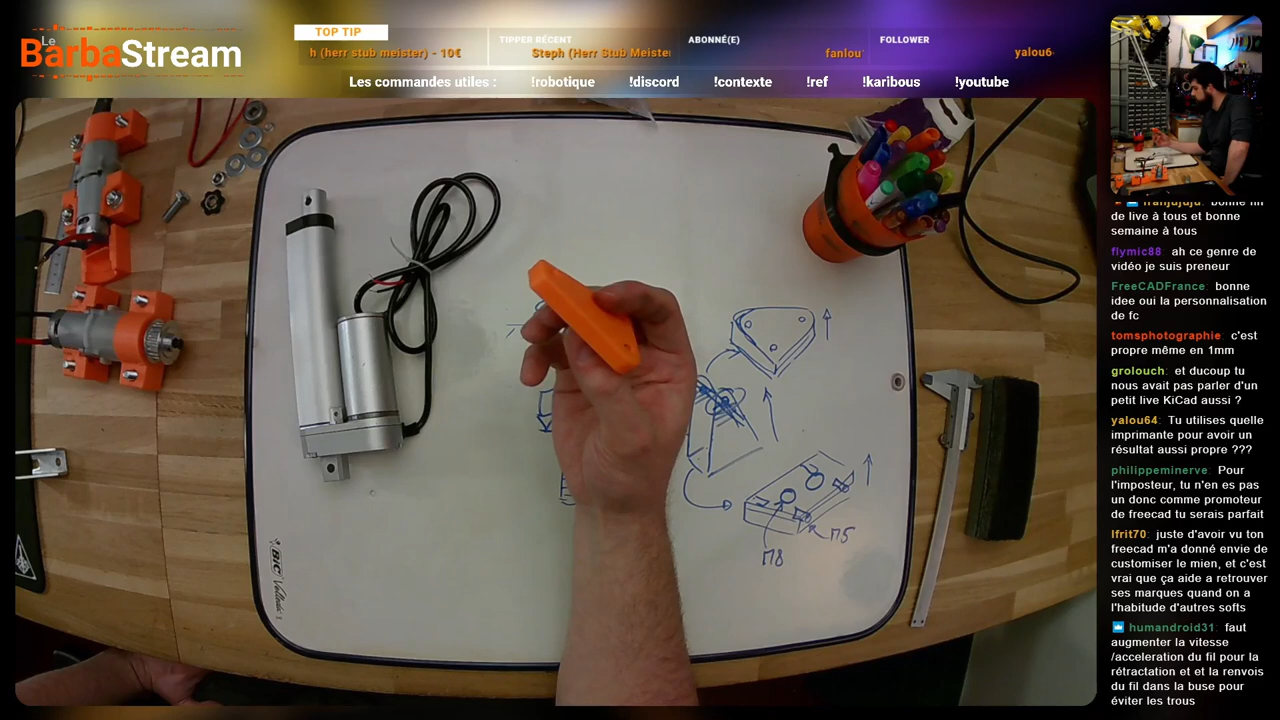 Le
BarbaStream
TOP TIP
h (herr stub meister) - 10€
TIPPER RÉCENT
Steph (Herr Stub Meister
ABONNÉ(E)
fanlou
FOLLOWER
yalou6
Les commandes utiles : !robotique !discord !contexte !ref !karibous !youtube
franjujuju: bonne fin
de live à tous et bonne
semaine à tous
flymic88: ah ce genre de
vidéo je suis preneur
FreeCADFrance: bonne
idee oui la personnalisation
de fc
tomsphotographie: c'est
propre même en 1mm
grolouch: et ducoup tu
nous avait pas parler d'un
petit live KiCad aussi ?
yalou64: Tu utilises quelle
imprimante pour avoir un
résultat aussi propre ???
philippeminerve: Pour
l'imposteur, tu n'en es pas
un donc comme promoteur
de freecad tu serais parfait
Ifrit70: juste d'avoir vu ton
freecad m'a donné envie de
customiser le mien, et c'est
vrai que ça aide a retrouver
ses marques quand on a
l'habitude d'autres softs
humandroid31: faut
augmenter la vitesse
/acceleration du fil pour la
rétractation et et la renvois
du fil dans la buse pour
éviter les trous
M5
M8
BIC Velleda